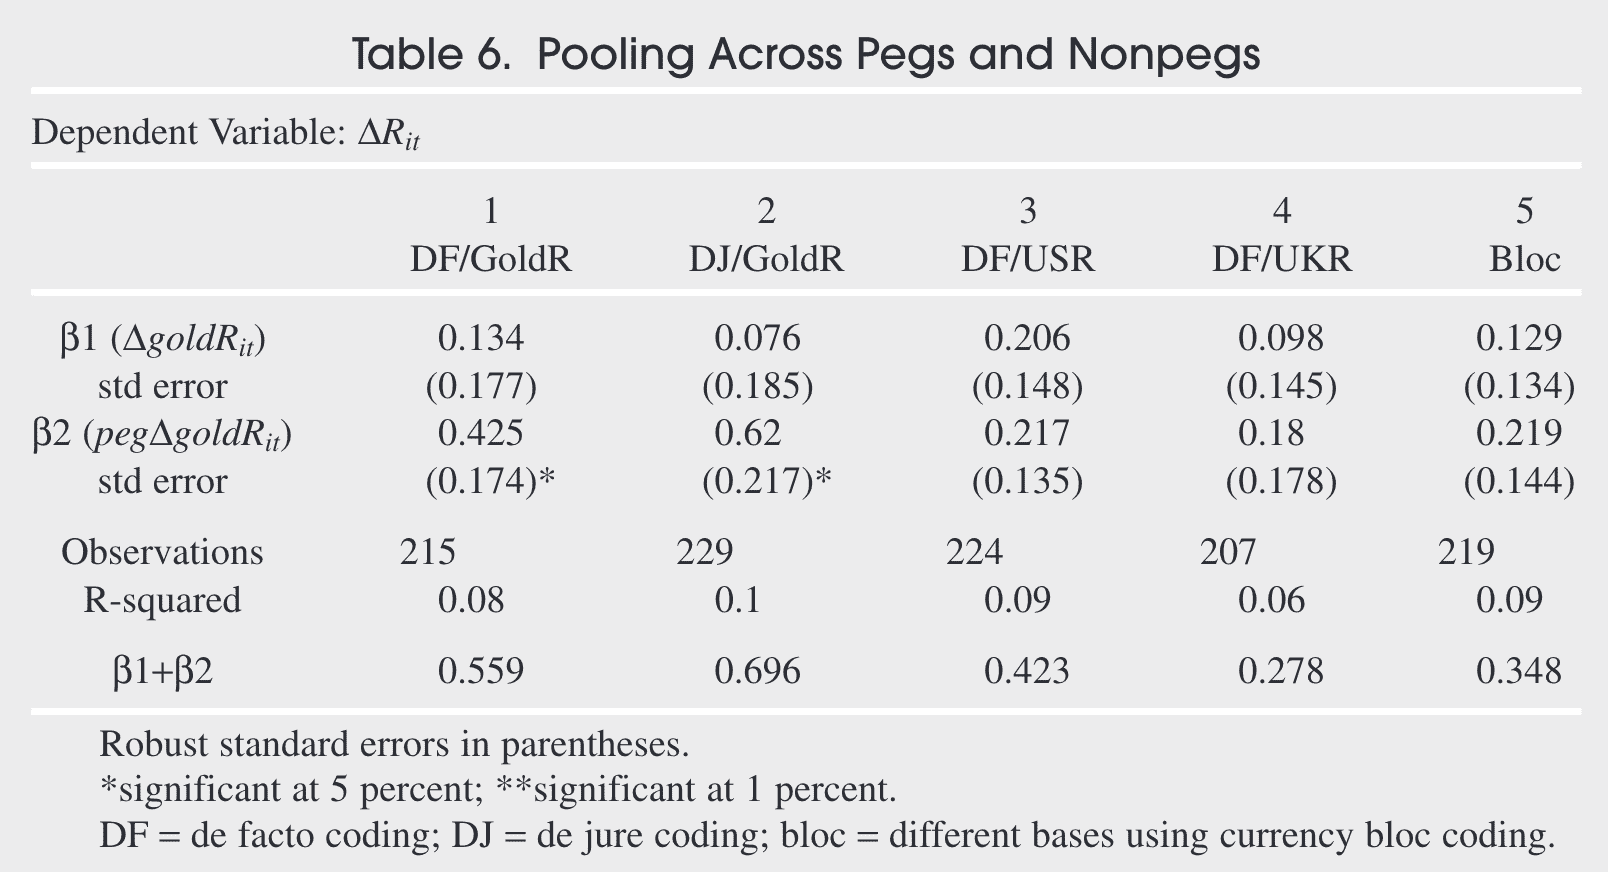 Table 6. Pooling Across Pegs and Nonpegs
Dependent Variable: ΔRit
1 2 3 4 5
DF/GoldR DJ/GoldR DF/USR DF/UKR Bloc
β1 (ΔgoldRit) 0.134 0.076 0.206 0.098 0.129
std error (0.177) (0.185) (0.148) (0.145) (0.134)
β2 (pegΔgoldRit) 0.425 0.62 0.217 0.18 0.219
std error (0.174)* (0.217)* (0.135) (0.178) (0.144)
Observations 215 229 224 207 219
R-squared 0.08 0.1 0.09 0.06 0.09
β1+β2 0.559 0.696 0.423 0.278 0.348
Robust standard errors in parentheses.
*significant at 5 percent; **significant at 1 percent.
DF = de facto coding; DJ = de jure coding; bloc = different bases using currency bloc coding.